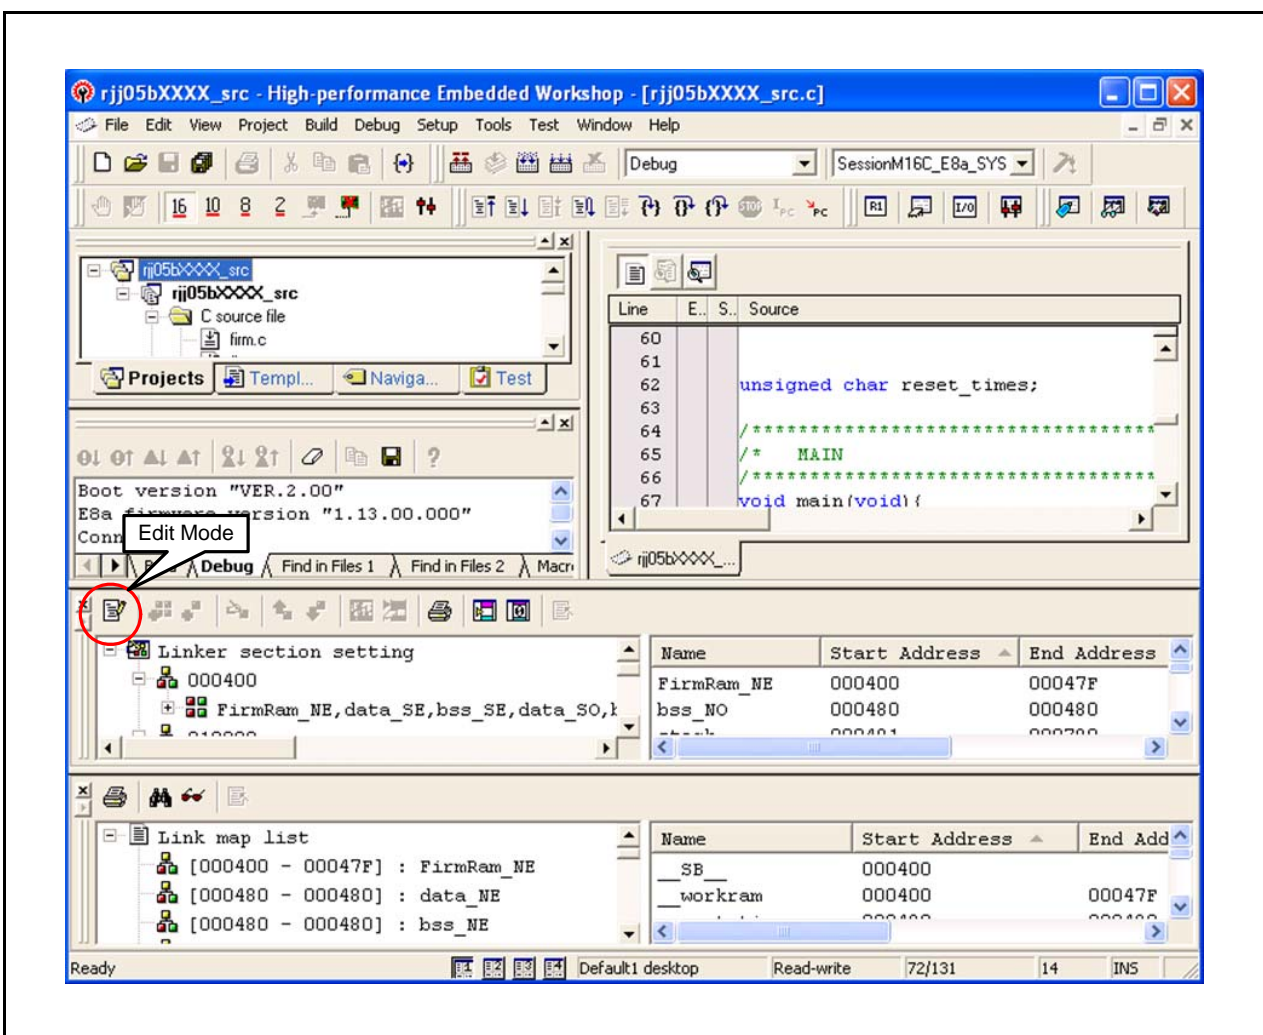 rjj05bXXXX_src - High-performance Embedded Workshop - [rjj05bXXXX_src.c]
File Edit View Project Build Debug Setup Tools Test Window Help
Debug SessionM16C_E8a_SYS
16 10 8 2
rjj05bXXXX_src
rjj05bXXXX_src
C source file
firm.c
Projects Templ... Naviga... Test
Line E.. S.. Source
60
61
62 unsigned char reset_times;
63
64 /***********************************
65 /* MAIN
66 /***********************************
67 void main(void){
rjj05bXXXX_...
Boot version "VER.2.00"
E8a firmware version "1.13.00.000"
Conn
Edit Mode
Debug Find in Files 1 Find in Files 2 Macro
Linker section setting
000400
FirmRam_NE,data_SE,bss_SE,data_SO,b
Name Start Address End Address
FirmRam_NE 000400 00047F
bss_NO 000480 000480
Link map list
[000400 - 00047F] : FirmRam_NE
[000480 - 000480] : data_NE
[000480 - 000480] : bss_NE
Name Start Address End Add
__SB__ 000400
__workram 000400 00047F
Ready Default1 desktop Read-write 72/131 14 INS